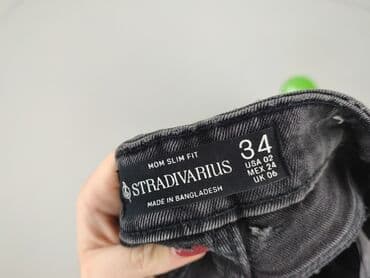 MOM SLIM FIT
STRADIVARIUS
MADE IN BANGLADESH
34
USA 02
MEX 24
UK 06